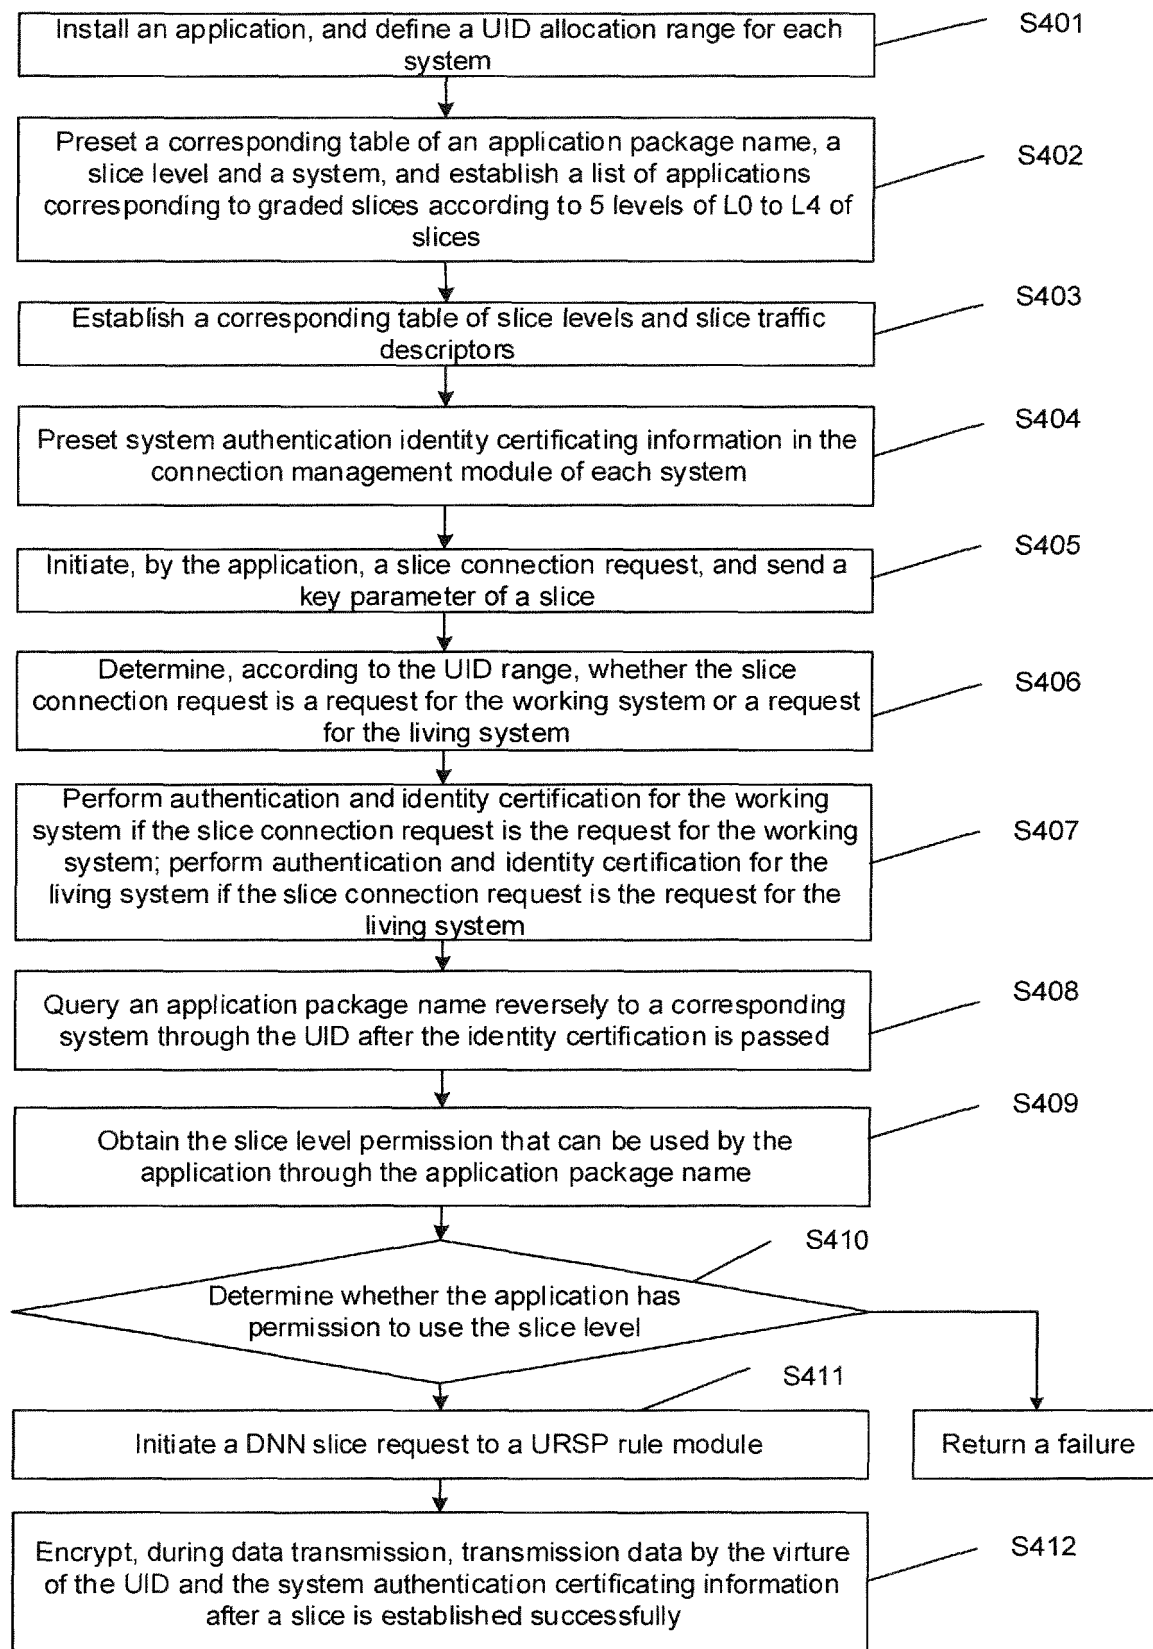 Install an application, and define a UID allocation range for each
system
S401
Preset a corresponding table of an application package name, a
slice level and a system, and establish a list of applications
corresponding to graded slices according to 5 levels of L0 to L4 of
slices
S402
Establish a corresponding table of slice levels and slice traffic
descriptors
S403
Preset system authentication identity certificating information in the
connection management module of each system
S404
Initiate, by the application, a slice connection request, and send a
key parameter of a slice
S405
Determine, according to the UID range, whether the slice
connection request is a request for the working system or a request
for the living system
S406
Perform authentication and identity certification for the working
system if the slice connection request is the request for the working
system; perform authentication and identity certification for the
living system if the slice connection request is the request for the
living system
S407
Query an application package name reversely to a corresponding
system through the UID after the identity certification is passed
S408
Obtain the slice level permission that can be used by the
application through the application package name
S409
Determine whether the application has
permission to use the slice level
S410
Initiate a DNN slice request to a URSP rule module
S411
Return a failure
Encrypt, during data transmission, transmission data by the virture
of the UID and the system authentication certificating information
after a slice is established successfully
S412